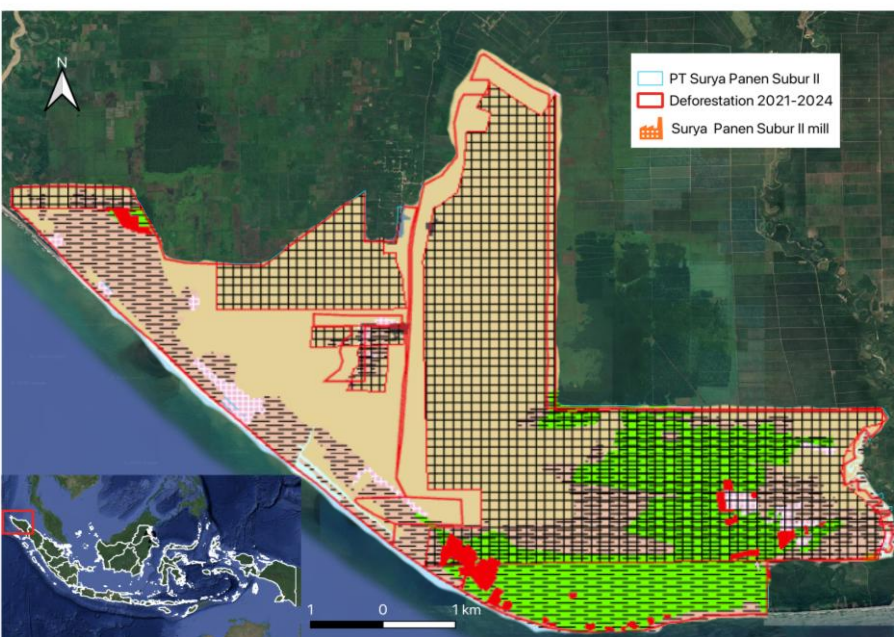 N
PT Surya Panen Subur II
Deforestation 2021-2024
Surya Panen Subur II mill
1 0 1 km